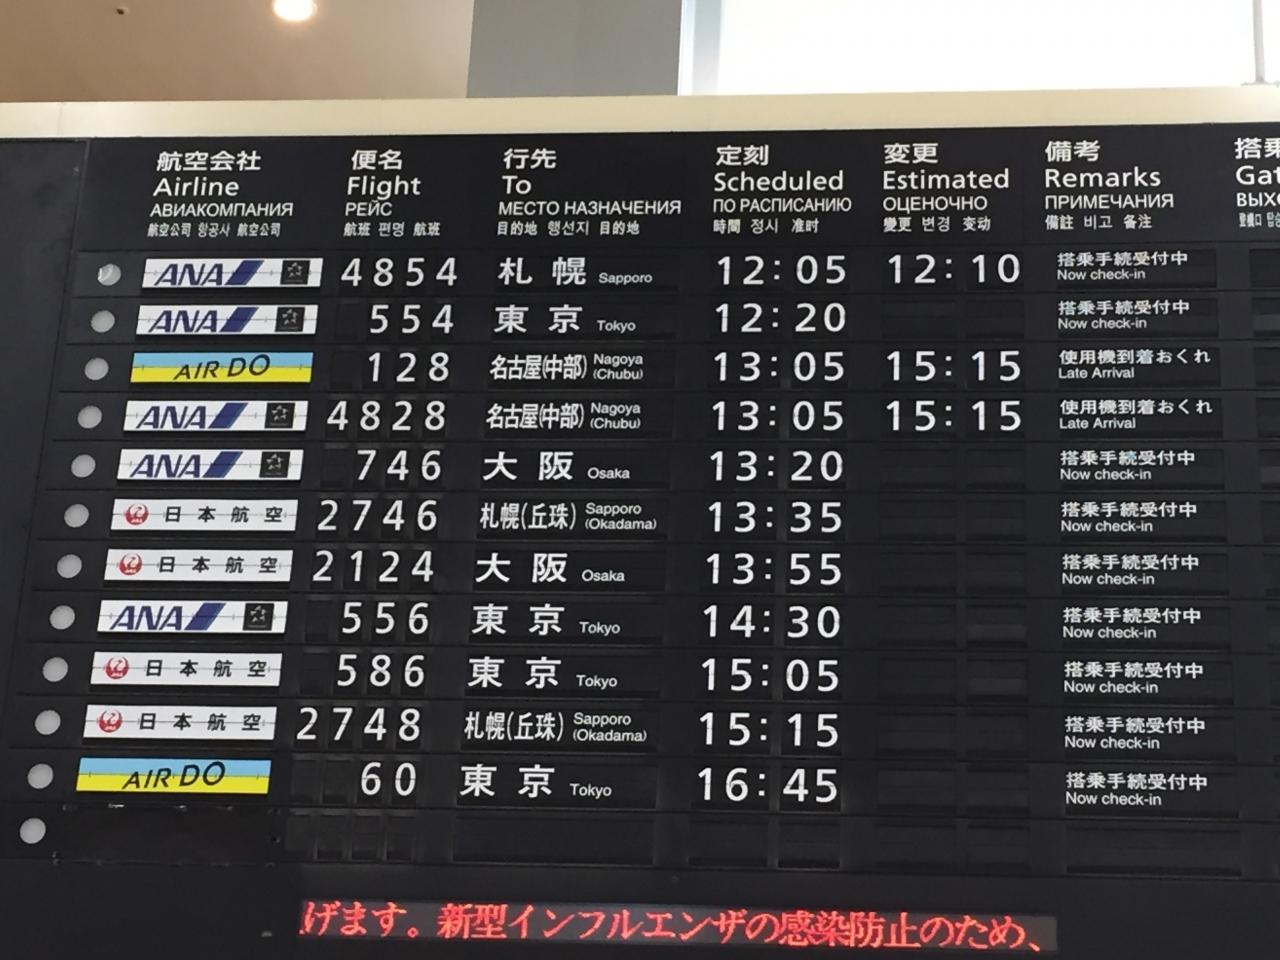 航空会社 便名 行先 定刻 変更 備考 搭乗
Airline Flight To Scheduled Estimated Remarks
АВИАКОМПАНИЯ РЕЙС МЕСТО НАЗНАЧЕНИЯ ПО РАСПИСАНИЮ ОЦЕНОЧНО ПРИМЕЧАНИЯ
航空公司 항공사 航空公司 航班 편명 航班 目的地 행선지 目的地 時間 정시 准时 變更 변경 变动 備註 비고 备注
ANA 4854 札幌 Sapporo 12:05 12:10 搭乗手続受付中
Now check-in
ANA 554 東京 Tokyo 12:20 搭乗手続受付中
Now check-in
AIR DO 128 名古屋(中部) Nagoya (Chubu) 13:05 15:15 使用機到着おくれ
Late Arrival
ANA 4828 名古屋(中部) Nagoya (Chubu) 13:05 15:15 使用機到着おくれ
Late Arrival
ANA 746 大阪 Osaka 13:20 搭乗手続受付中
Now check-in
JAL 日本航空 2746 札幌(丘珠) Sapporo (Okadama) 13:35 搭乗手続受付中
Now check-in
JAL 日本航空 2124 大阪 Osaka 13:55 搭乗手続受付中
Now check-in
ANA 556 東京 Tokyo 14:30 搭乗手続受付中
Now check-in
JAL 日本航空 586 東京 Tokyo 15:05 搭乗手続受付中
Now check-in
JAL 日本航空 2748 札幌(丘珠) Sapporo (Okadama) 15:15 搭乗手続受付中
Now check-in
AIR DO 60 東京 Tokyo 16:45 搭乗手続受付中
Now check-in
げます。新型インフルエンザの感染防止のため、